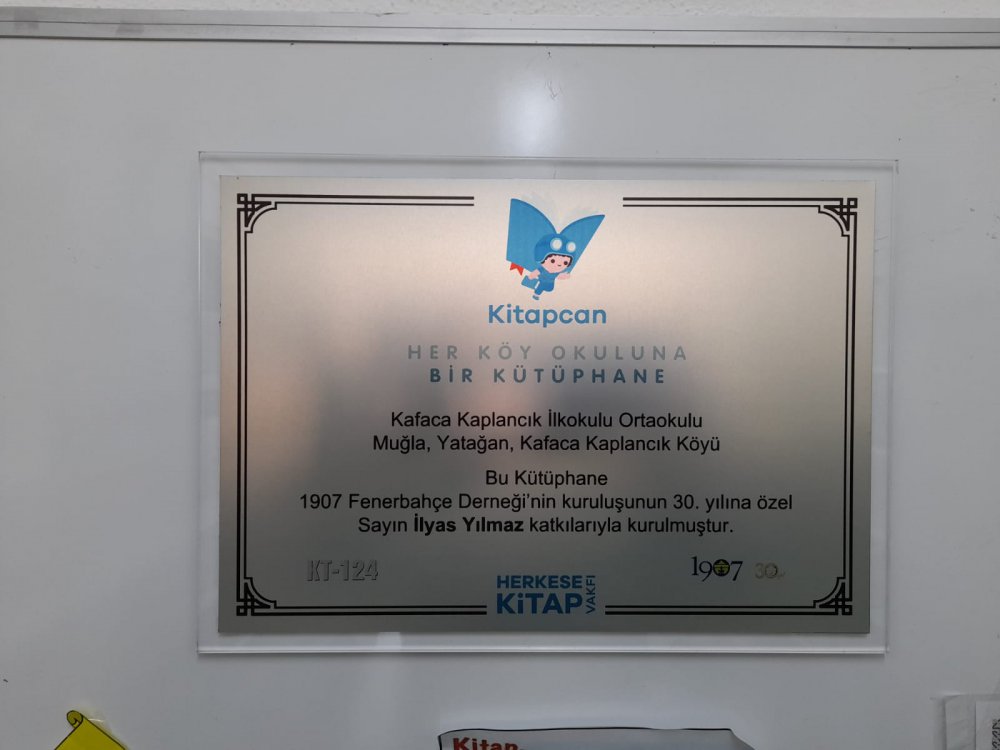 Kitapcan
HER KÖY OKULUNA
BİR KÜTÜPHANE
Kafaca Kaplancık İlkokulu Ortaokulu
Muğla, Yatağan, Kafaca Kaplancık Köyü
Bu Kütüphane
1907 Fenerbahçe Derneği'nin kuruluşunun 30. yılına özel
Sayın İlyas Yılmaz katkılarıyla kurulmuştur.
KT-124
1907 30
HERKESE
KİTAP
VAKFI
Kitap